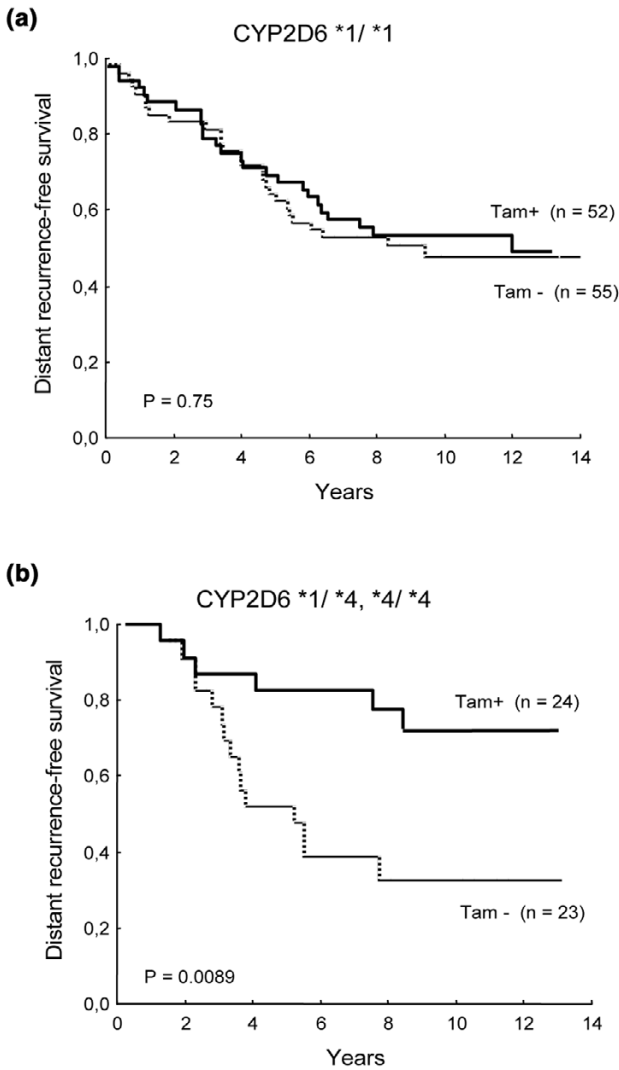 (a)
CYP2D6 *1/ *1
Distant recurrence-free survival
1,0
0,8
0,6
0,4
0,2
0,0
Tam+ (n = 52)
Tam - (n = 55)
P = 0.75
0 2 4 6 8 10 12 14
Years
(b)
CYP2D6 *1/ *4, *4/ *4
Distant recurrence-free survival
1,0
0,8
0,6
0,4
0,2
0,0
Tam+ (n = 24)
Tam - (n = 23)
P = 0.0089
0 2 4 6 8 10 12 14
Years